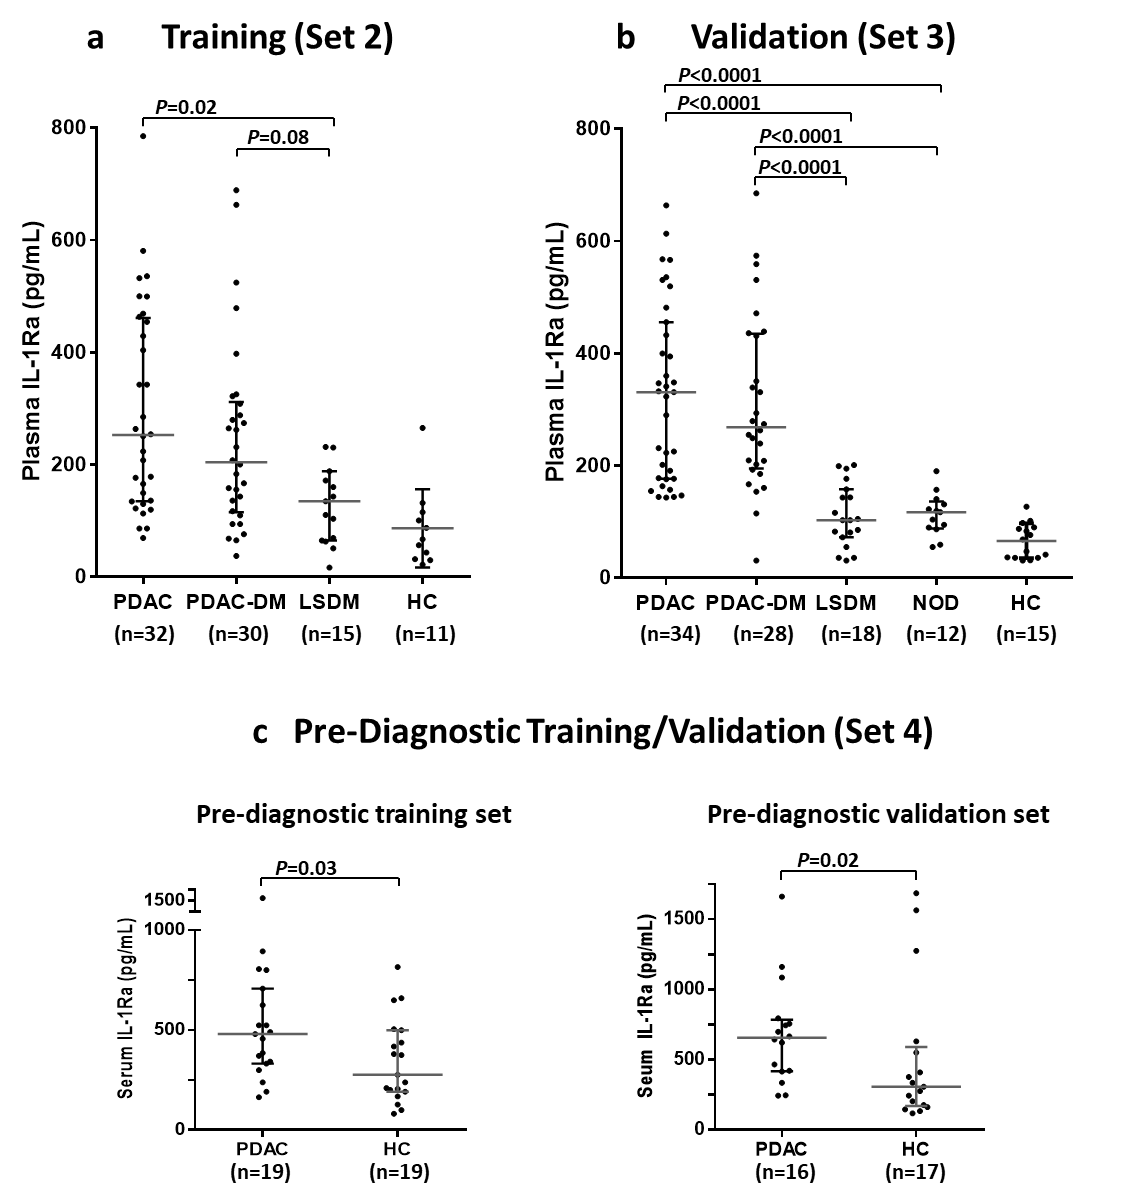 a Training (Set 2)
b Validation (Set 3)
P<0.0001
P<0.0001
P=0.02
P=0.08
P<0.0001
P<0.0001
Plasma IL-1Ra (pg/mL)
800
600
400
200
0
PDAC PDAC-DM LSDM HC
(n=32) (n=30) (n=15) (n=11)
Plasma IL-1Ra (pg/mL)
800
600
400
200
0
PDAC PDAC-DM LSDM NOD HC
(n=34) (n=28) (n=18) (n=12) (n=15)
c Pre-Diagnostic Training/Validation (Set 4)
Pre-diagnostic training set
P=0.03
Serum IL-1Ra (pg/mL)
1500
1000
500
0
PDAC HC
(n=19) (n=19)
Pre-diagnostic validation set
P=0.02
Seum IL-1Ra (pg/mL)
1500
1000
500
0
PDAC HC
(n=16) (n=17)